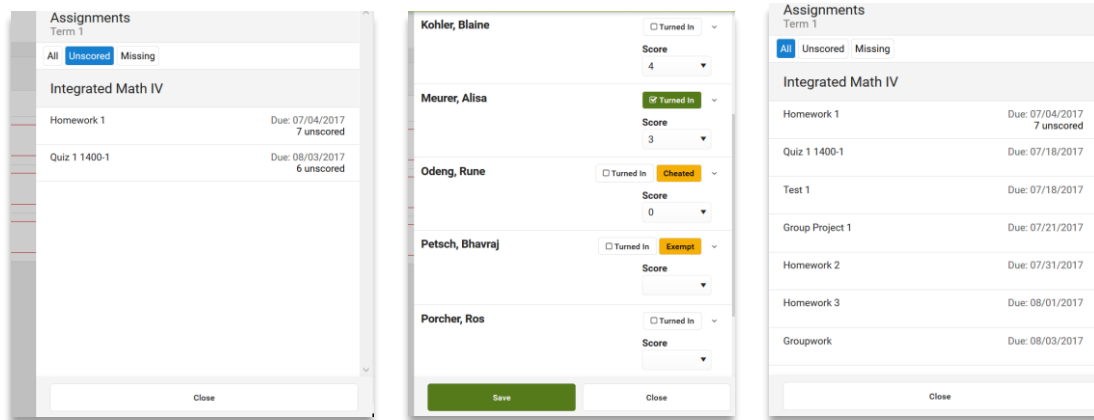 Assignments
Term 1
All Unscored Missing
Integrated Math IV
Homework 1 Due: 07/04/2017
7 unscored
Quiz 1 1400-1 Due: 08/03/2017
6 unscored
Close
Kohler, Blaine Turned In
Score
4
Meurer, Alisa Turned In
Score
3
Odeng, Rune Turned In Cheated
Score
0
Petsch, Bhavraj Turned In Exempt
Score
Porcher, Ros Turned In
Score
Save Close
Assignments
Term 1
All Unscored Missing
Integrated Math IV
Homework 1 Due: 07/04/2017
7 unscored
Quiz 1 1400-1 Due: 07/18/2017
Test 1 Due: 07/18/2017
Group Project 1 Due: 07/21/2017
Homework 2 Due: 07/31/2017
Homework 3 Due: 08/01/2017
Groupwork Due: 08/03/2017
Close